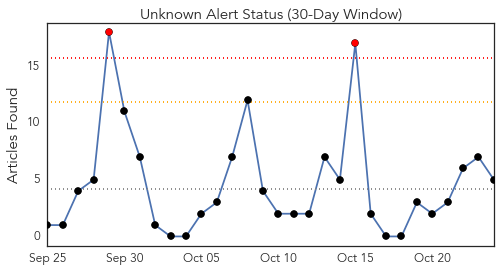 Unknown Alert Status (30-Day Window)
Articles Found
15
10
5
0
Sep 25 Sep 30 Oct 05 Oct 10 Oct 15 Oct 20